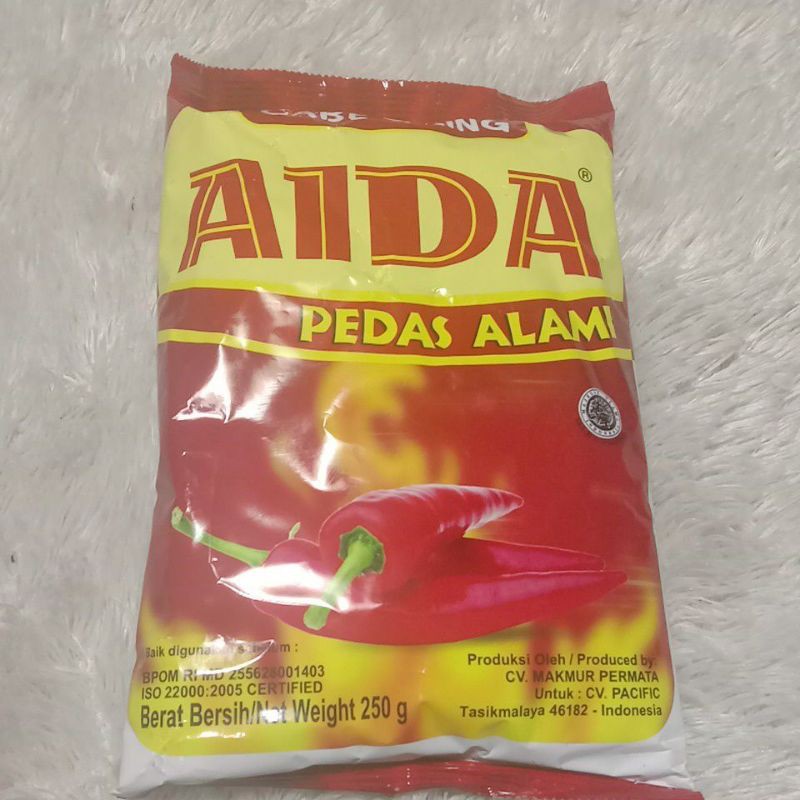 AIDA
®
PEDAS ALAMI
Baik digunakan sebelum :
BPOM RI MD 255628001403
ISO 22000:2005 CERTIFIED
Berat Bersih/Net Weight 250 g
Produksi Oleh / Produced by:
CV. MAKMUR PERMATA
Untuk : CV. PACIFIC
Tasikmalaya 46182 - Indonesia